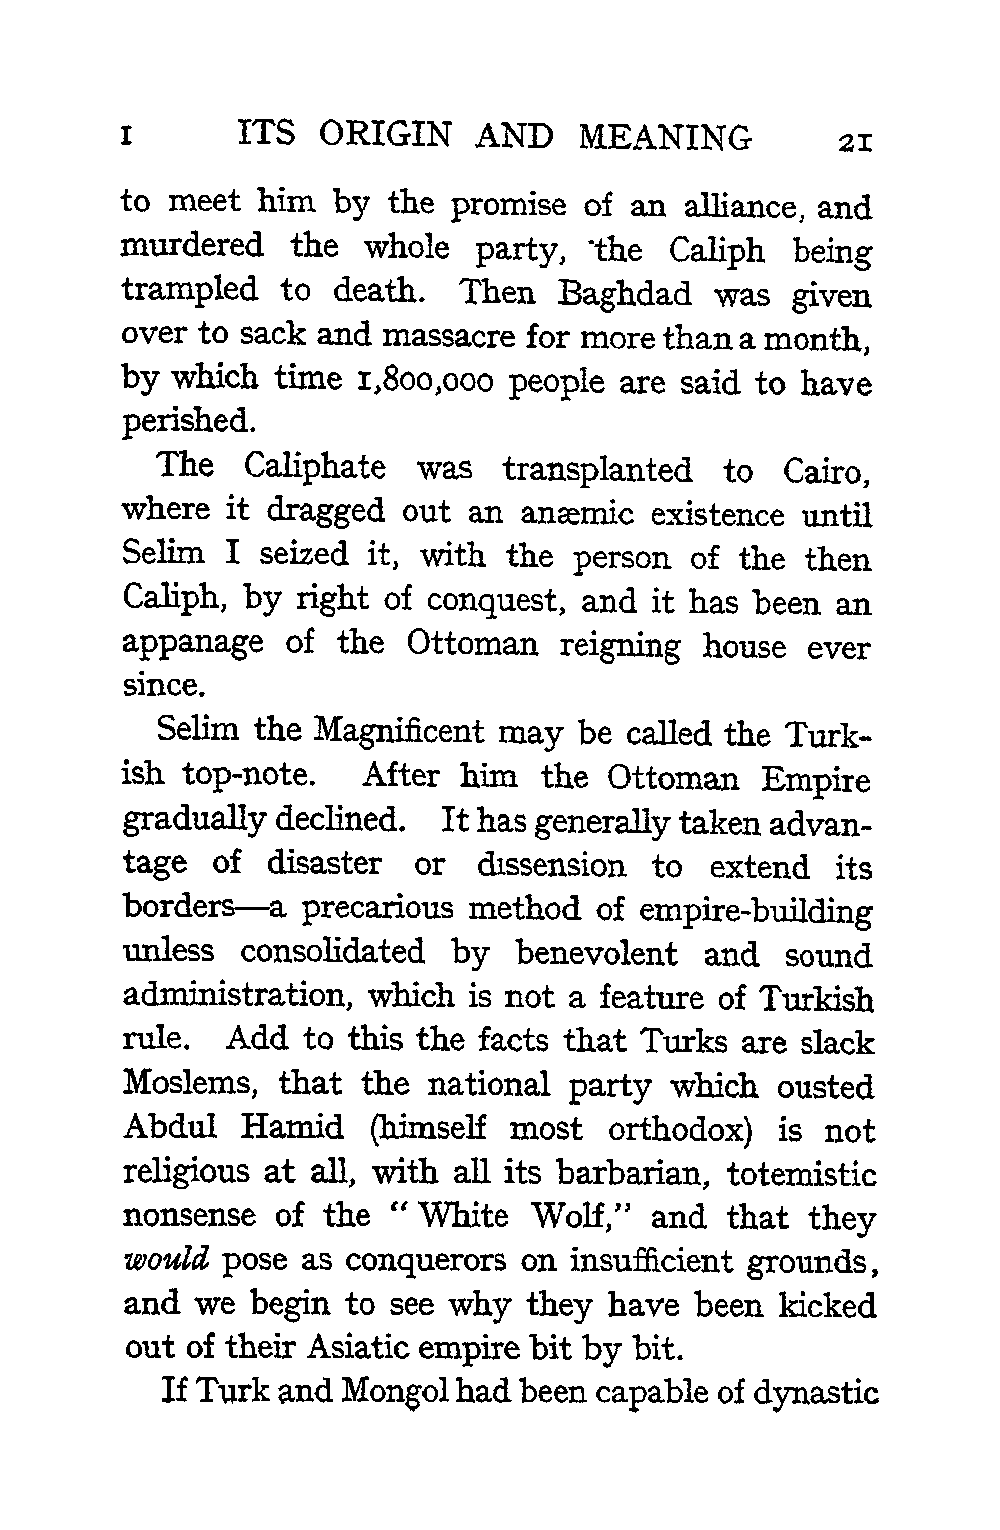 I ITS ORIGIN AND MEANING 21
to meet him by the promise of an alliance, and
murdered the whole party, the Caliph being
trampled to death. Then Baghdad was given
over to sack and massacre for more than a month,
by which time 1,800,000 people are said to have
perished.
The Caliphate was transplanted to Cairo,
where it dragged out an anæmic existence until
Selim I seized it, with the person of the then
Caliph, by right of conquest, and it has been an
appanage of the Ottoman reigning house ever
since.
Selim the Magnificent may be called the Turk-
ish top-note. After him the Ottoman Empire
gradually declined. It has generally taken advan-
tage of disaster or dissension to extend its
borders—a precarious method of empire-building
unless consolidated by benevolent and sound
administration, which is not a feature of Turkish
rule. Add to this the facts that Turks are slack
Moslems, that the national party which ousted
Abdul Hamid (himself most orthodox) is not
religious at all, with all its barbarian, totemistic
nonsense of the “ White Wolf,” and that they
would pose as conquerors on insufficient grounds,
and we begin to see why they have been kicked
out of their Asiatic empire bit by bit.
If Turk and Mongol had been capable of dynastic